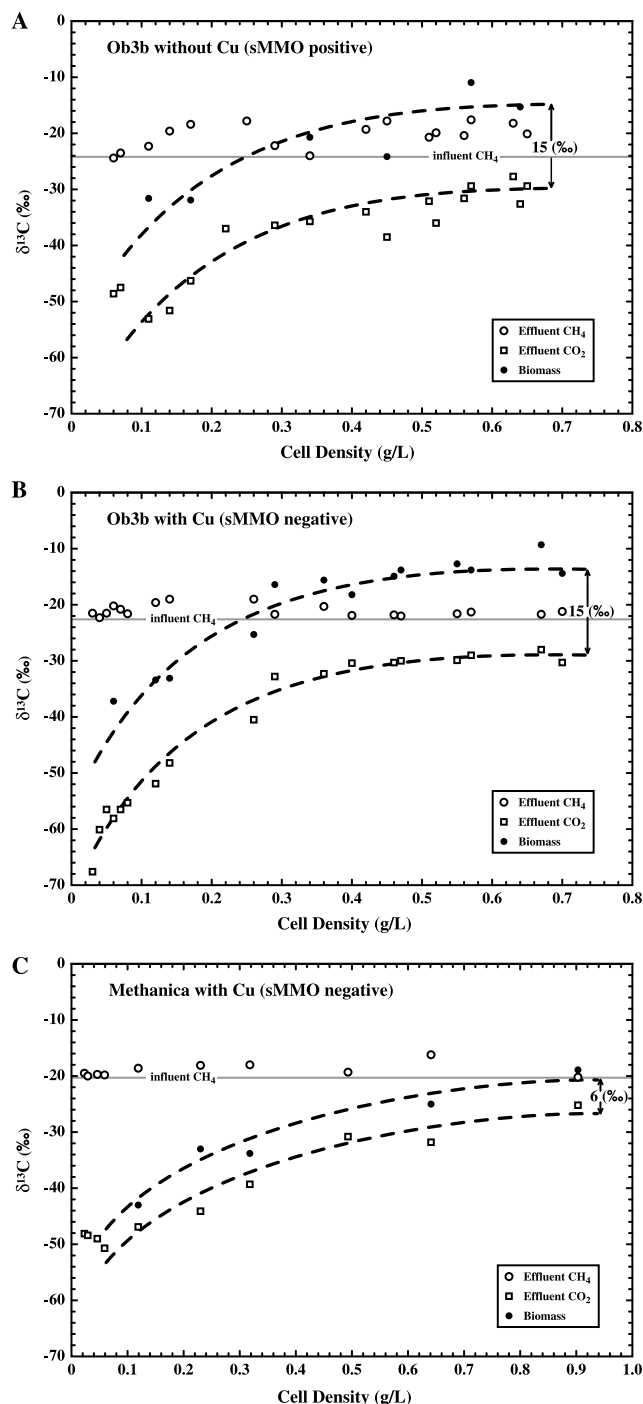 A
Ob3b without Cu (sMMO positive)
0
-10
-20
-30
-40
-50
-60
-70
δ¹³C (‰)
influent CH₄
15 (‰)
Effluent CH₄
Effluent CO₂
Biomass
0 0.1 0.2 0.3 0.4 0.5 0.6 0.7 0.8
Cell Density (g/L)
B
Ob3b with Cu (sMMO negative)
0
-10
-20
-30
-40
-50
-60
-70
δ¹³C (‰)
influent CH₄
15 (‰)
Effluent CH₄
Effluent CO₂
Biomass
0 0.1 0.2 0.3 0.4 0.5 0.6 0.7 0.8
Cell Density (g/L)
C
Methanica with Cu (sMMO negative)
0
-10
-20
-30
-40
-50
-60
-70
δ¹³C (‰)
influent CH₄
6 (‰)
Effluent CH₄
Effluent CO₂
Biomass
0 0.1 0.2 0.3 0.4 0.5 0.6 0.7 0.8 0.9 1.0
Cell Density (g/L)